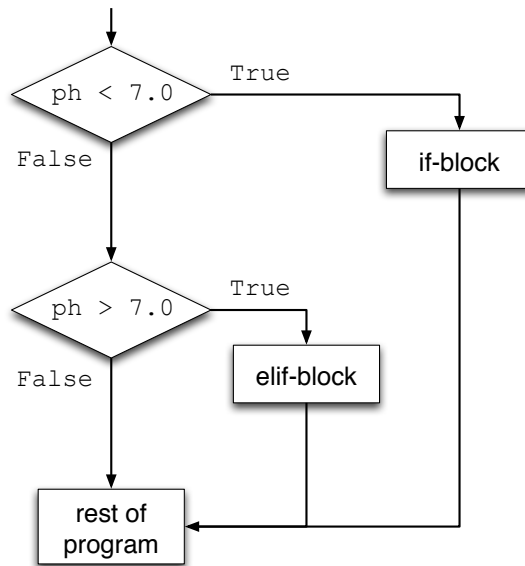 ph < 7.0
True
False
if-block
ph > 7.0
True
False
elif-block
rest of
program